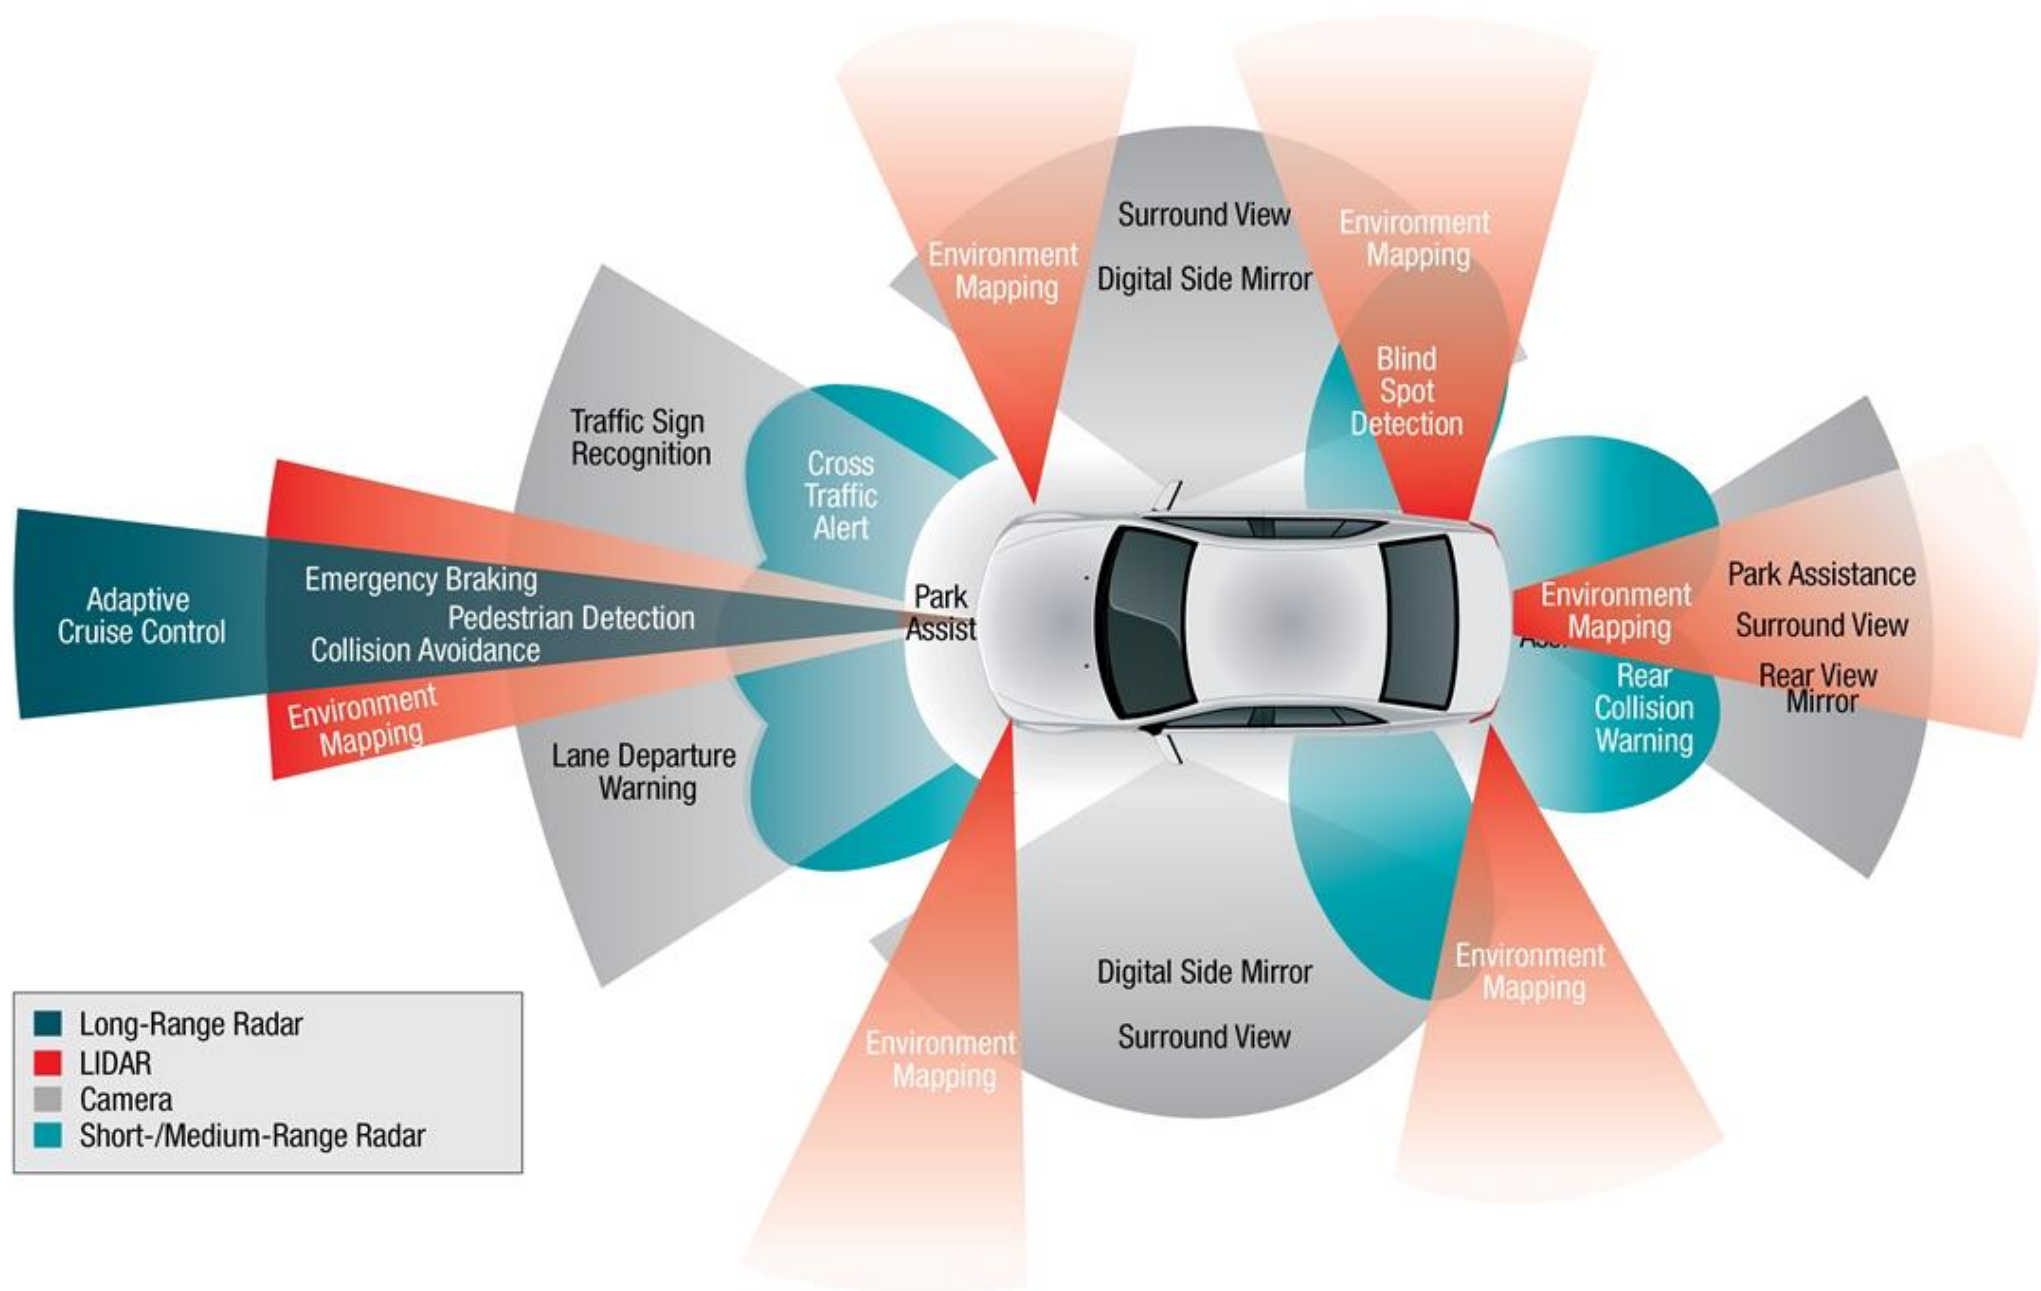 Surround View
Digital Side Mirror
Environment
Mapping
Environment
Mapping
Blind
Spot
Detection
Traffic Sign
Recognition
Cross
Traffic
Alert
Adaptive
Cruise Control
Emergency Braking
Pedestrian Detection
Collision Avoidance
Environment
Mapping
Park
Assist
Lane Departure
Warning
Environment
Mapping
Park Assistance
Surround View
Rear View
Mirror
Rear
Collision
Warning
Digital Side Mirror
Surround View
Environment
Mapping
Environment
Mapping
Long-Range Radar
LIDAR
Camera
Short-/Medium-Range Radar